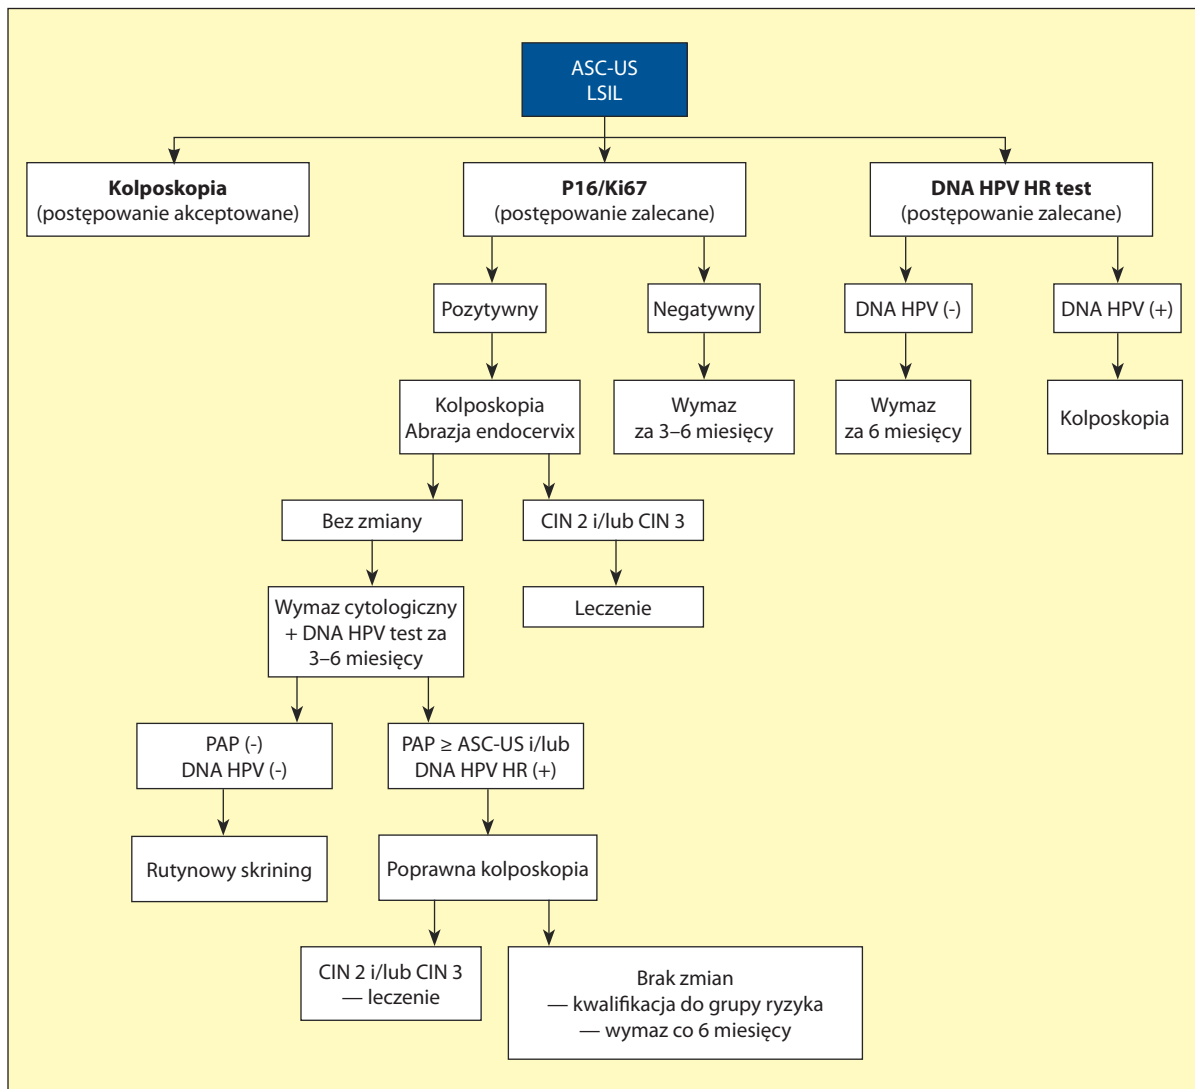 ASC-US
LSIL
Kolposkopia
(postępowanie akceptowane)
P16/Ki67
(postępowanie zalecane)
DNA HPV HR test
(postępowanie zalecane)
Pozytywny
Negatywny
DNA HPV (-)
DNA HPV (+)
Kolposkopia
Abrazja endocervix
Wymaz
za 3–6 miesięcy
Wymaz
za 6 miesięcy
Kolposkopia
Bez zmiany
CIN 2 i/lub CIN 3
Wymaz cytologiczny
+ DNA HPV test za
3–6 miesięcy
Leczenie
PAP (-)
DNA HPV (-)
PAP ≥ ASC-US i/lub
DNA HPV HR (+)
Rutynowy skrining
Poprawna kolposkopia
CIN 2 i/lub CIN 3
— leczenie
Brak zmian
— kwalifikacja do grupy ryzyka
— wymaz co 6 miesięcy